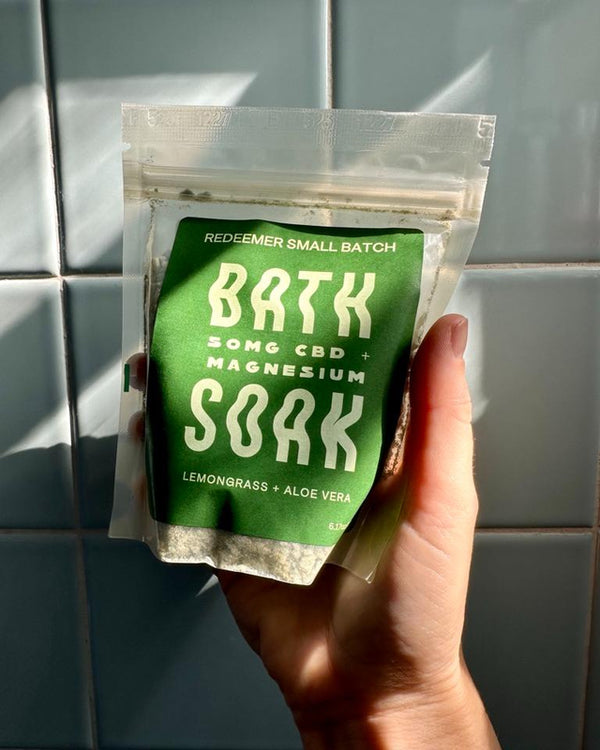 REDEEMER SMALL BATCH
BATH
50MG CBD +
MAGNESIUM
SOAK
LEMONGRASS + ALOE VERA